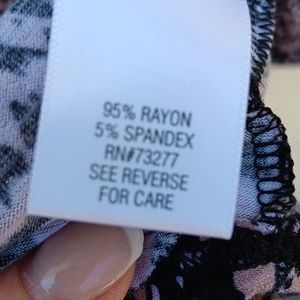 95% RAYON
5% SPANDEX
RN#73277
SEE REVERSE
FOR CARE